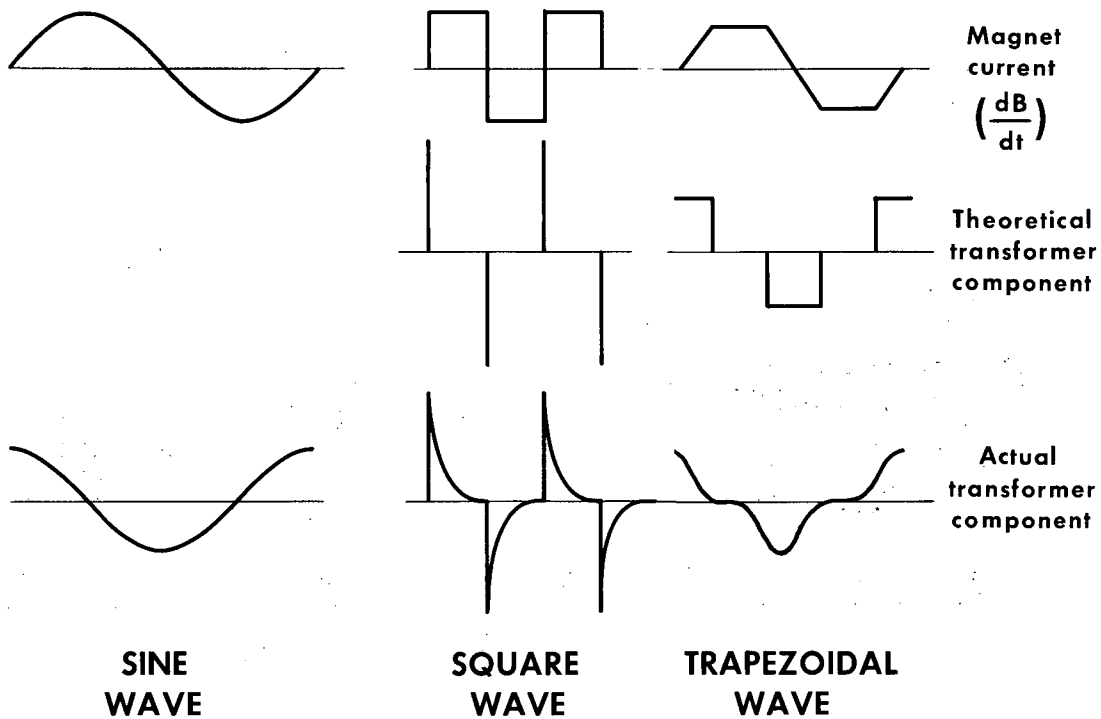 Magnet
current
(dB/dt)
Theoretical
transformer
component
Actual
transformer
component
SINE
WAVE
SQUARE
WAVE
TRAPEZOIDAL
WAVE